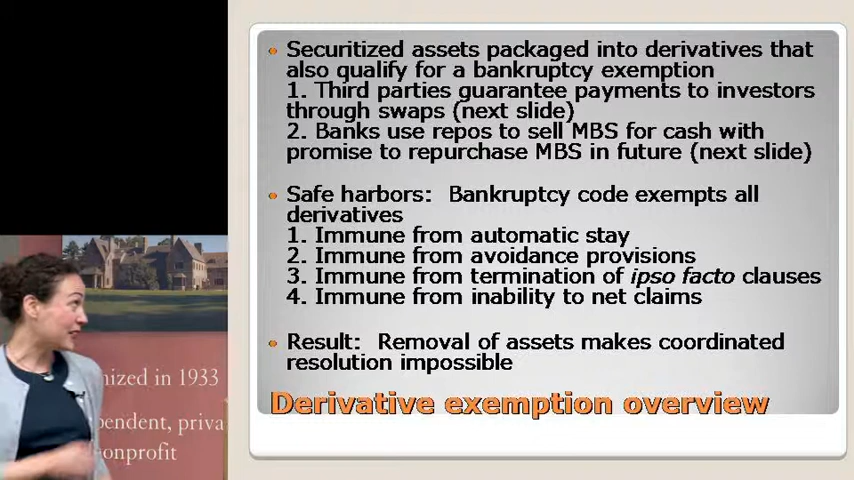 Securitized assets packaged into derivatives that
also qualify for a bankruptcy exemption
1. Third parties guarantee payments to investors
through swaps (next slide)
2. Banks use repos to sell MBS for cash with
promise to repurchase MBS in future (next slide)
Safe harbors: Bankruptcy code exempts all
derivatives
1. Immune from automatic stay
2. Immune from avoidance provisions
3. Immune from termination of ipso facto clauses
4. Immune from inability to net claims
Result: Removal of assets makes coordinated
resolution impossible
Derivative exemption overview
nized in 1933
pendent, priva
onprofit